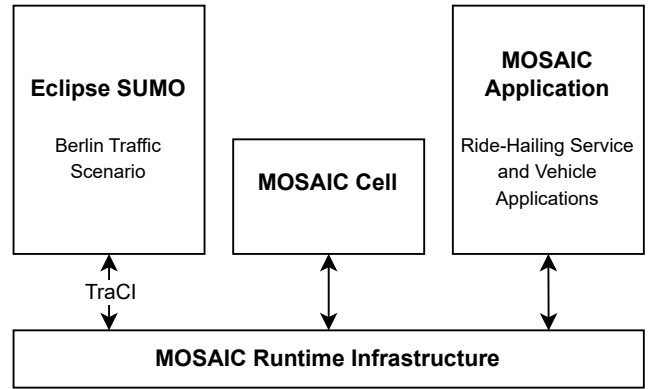 Eclipse SUMO
Berlin Traffic
Scenario
MOSAIC Cell
MOSAIC
Application
Ride-Hailing Service
and Vehicle
Applications
TraCI
MOSAIC Runtime Infrastructure